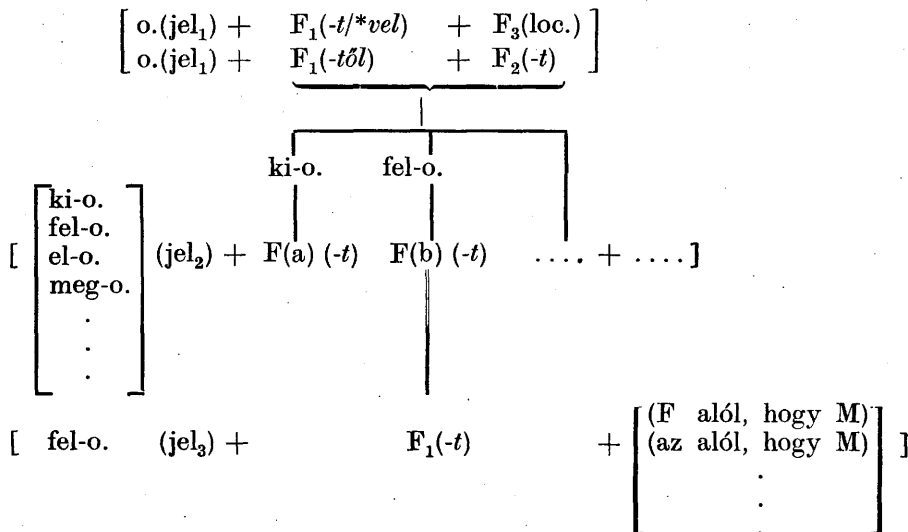 o.(jel₁) + F₁(-t/*vel) + F₃(loc.)
o.(jel₁) + F₁(-től) + F₂(-t)
ki-o. fel-o.
ki-o.
fel-o.
[ el-o. (jel₂) + F(a) (-t) F(b) (-t) .... + .... ]
meg-o.
.
.
.
(F alól, hogy M)
[ fel-o. (jel₃) + F₁(-t) + (az alól, hogy M) ]
.
.